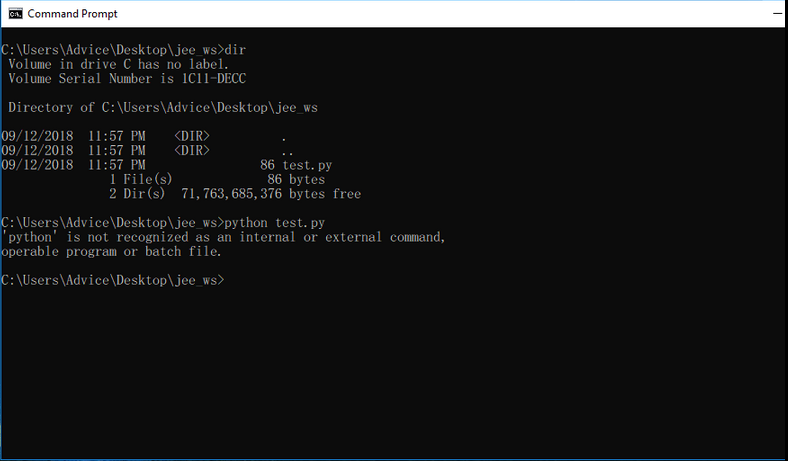 Command Prompt
C:\Users\Advice\Desktop\jee_ws>dir
 Volume in drive C has no label.
 Volume Serial Number is 1C11-DECC

 Directory of C:\Users\Advice\Desktop\jee_ws

09/12/2018  11:57 PM    <DIR>          .
09/12/2018  11:57 PM    <DIR>          ..
09/12/2018  11:57 PM                86 test.py
               1 File(s)             86 bytes
               2 Dir(s)  71,763,685,376 bytes free

C:\Users\Advice\Desktop\jee_ws>python test.py
'python' is not recognized as an internal or external command,
operable program or batch file.

C:\Users\Advice\Desktop\jee_ws>